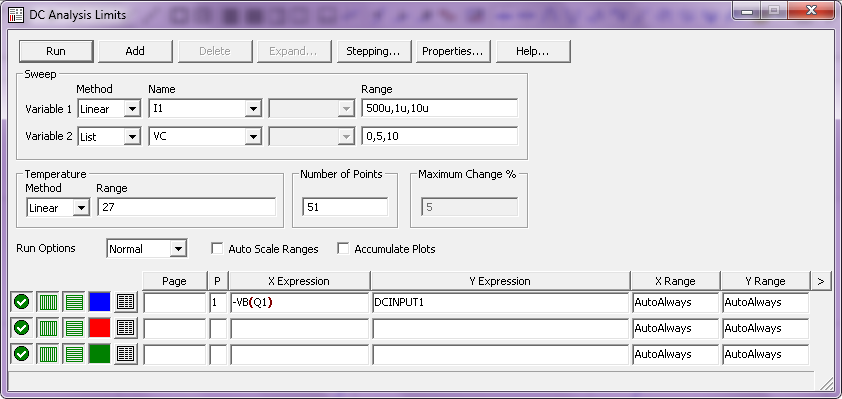 DC Analysis Limits
Run Add Delete Expand... Stepping... Properties... Help...
Sweep
Method Name Range
Variable 1 Linear I1 500u,1u,10u
Variable 2 List VC 0,5,10
Temperature Number of Points Maximum Change %
Method Range
Linear 27 51 5
Run Options Normal Auto Scale Ranges Accumulate Plots
Page P X Expression Y Expression X Range Y Range >
1 -VB(Q1) DCINPUT1 AutoAlways AutoAlways
AutoAlways AutoAlways
AutoAlways AutoAlways